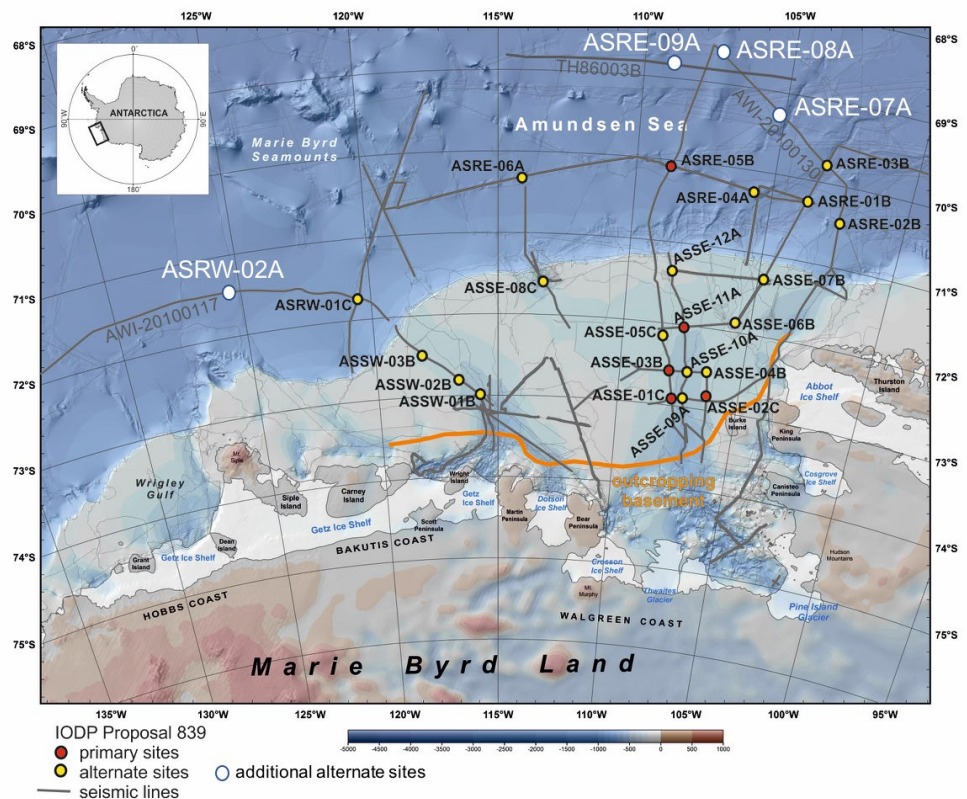 125°W
120°W
115°W
110°W
105°W
68°S
68°S
ASRE-09A
ASRE-08A
TH86003B
ANTARCTICA
0°
90°W
90°E
180°
AWI-20100130
ASRE-07A
Amundsen Sea
69°S
69°S
Marie Byrd
Seamounts
ASRE-06A
ASRE-05B
ASRE-03B
ASRE-04A
ASRE-01B
ASRE-02B
70°S
70°S
ASSE-12A
ASRW-02A
ASSE-08C
ASSE-07B
ASRW-01C
AWI-20100117
71°S
71°S
ASSE-11A
ASSE-05C
ASSE-06B
ASSE-10A
ASSW-03B
ASSE-03B
ASSE-04B
ASSW-02B
ASSE-01C
ASSW-01B
ASSE-02C
ASSE-09A
72°S
72°S
Abbot
Ice Shelf
Thurston
Island
Burke
Island
King
Peninsula
73°S
73°S
Mt.
Siple
Wrigley
Gulf
Siple
Island
Carney
Island
Wright
Island
Getz
Ice Shelf
outcropping
basement
Cosgrove
Ice Shelf
Canisteo
Peninsula
Martin
Peninsula
Dotson
Ice Shelf
Bear
Peninsula
Scott
Peninsula
Getz Ice Shelf
Dean
Island
Getz Ice Shelf
Grant
Island
BAKUTIS COAST
74°S
74°S
Hudson
Mountains
Crosson
Ice Shelf
Mt.
Murphy
Thwaites
Glacier
Pine Island
Glacier
HOBBS COAST
WALGREEN COAST
75°S
75°S
Marie Byrd Land
135°W
130°W
125°W
120°W
115°W
110°W
105°W
100°W
95°W
IODP Proposal 839
primary sites
alternate sites
additional alternate sites
seismic lines
-5000
-4500
-4000
-3500
-3000
-2500
-2000
-1500
-1000
-500
0
500
1000